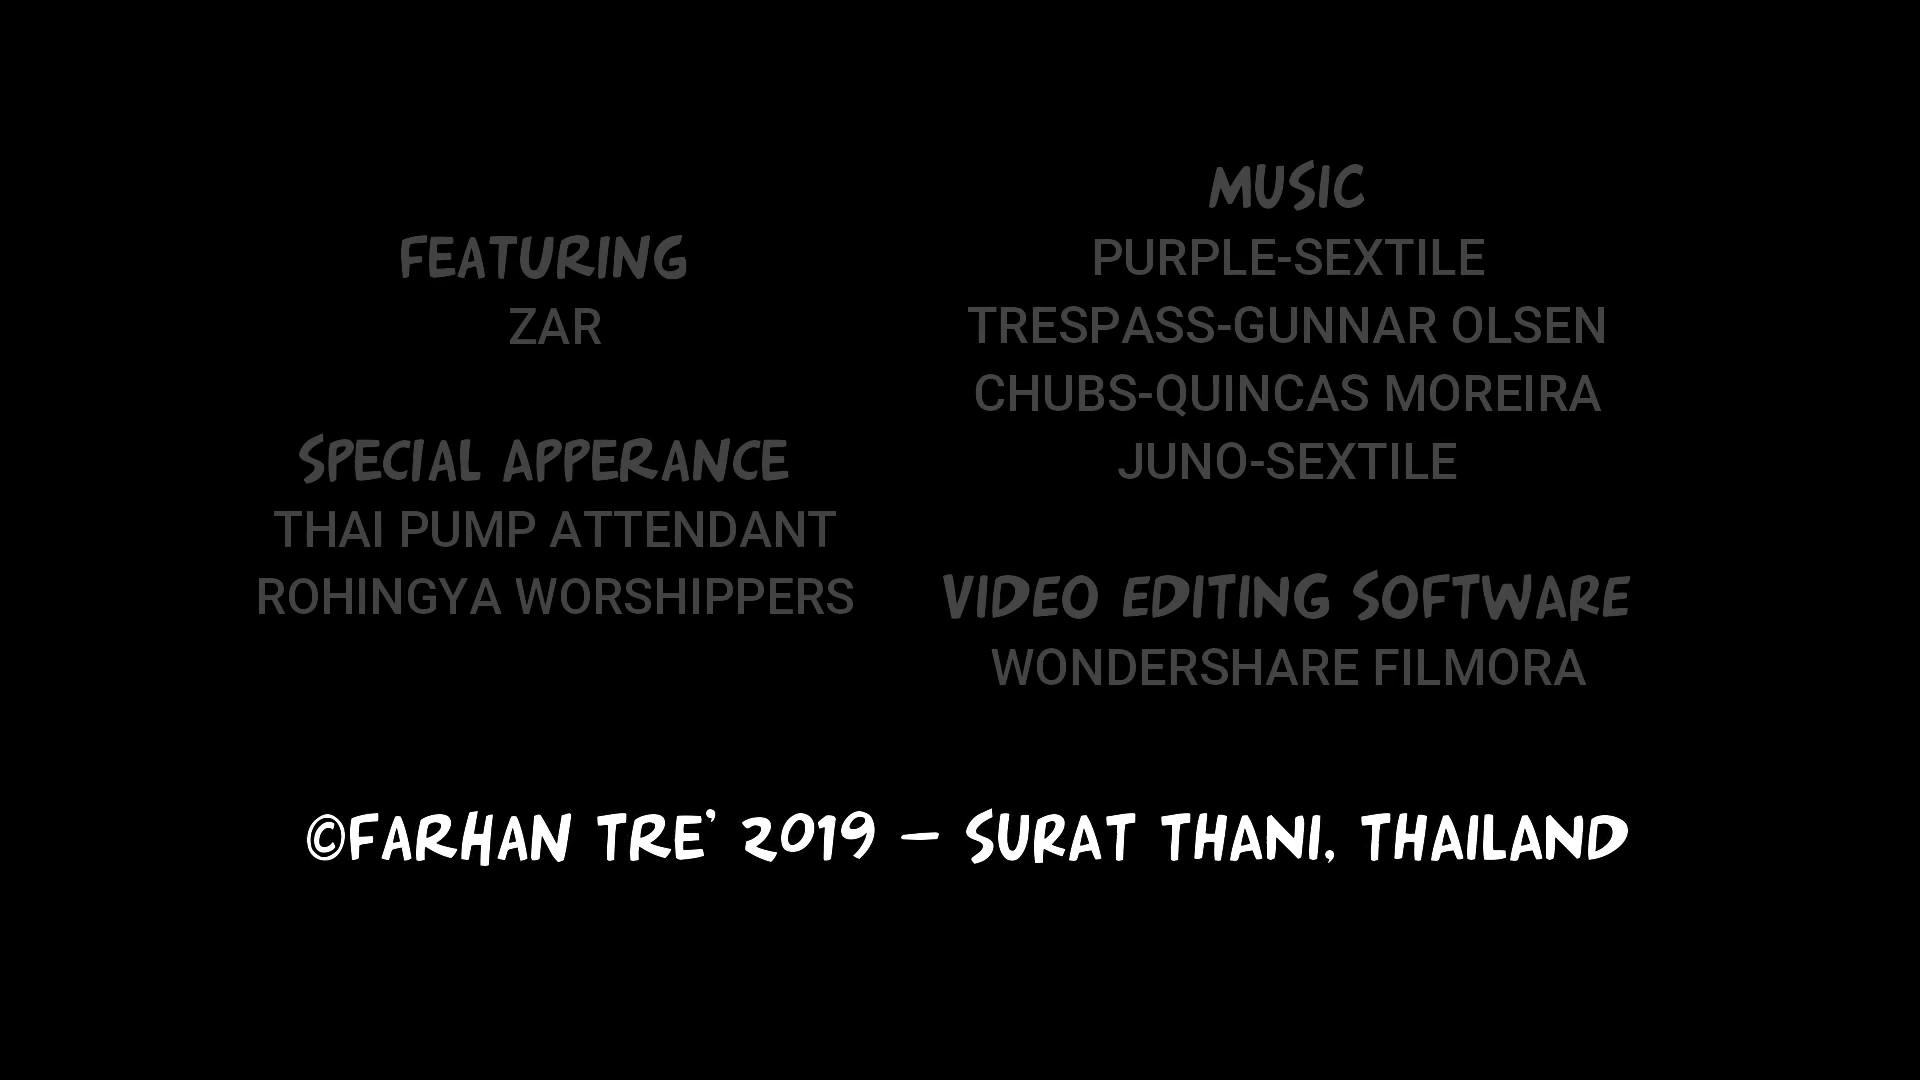 FEATURING
ZAR
SPECIAL APPERANCE
THAI PUMP ATTENDANT
ROHINGYA WORSHIPPERS
MUSIC
PURPLE-SEXTILE
TRESPASS-GUNNAR OLSEN
CHUBS-QUINCAS MOREIRA
JUNO-SEXTILE
VIDEO EDITING SOFTWARE
WONDERSHARE FILMORA
©FARHAN TRE' 2019 – SURAT THANI, THAILAND